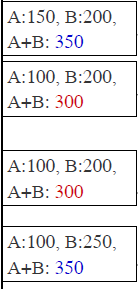 A:150, B:200,
A+B: 350
A:100, B:200,
A+B: 300
A:100, B:200,
A+B: 300
A:100, B:250,
A+B: 350